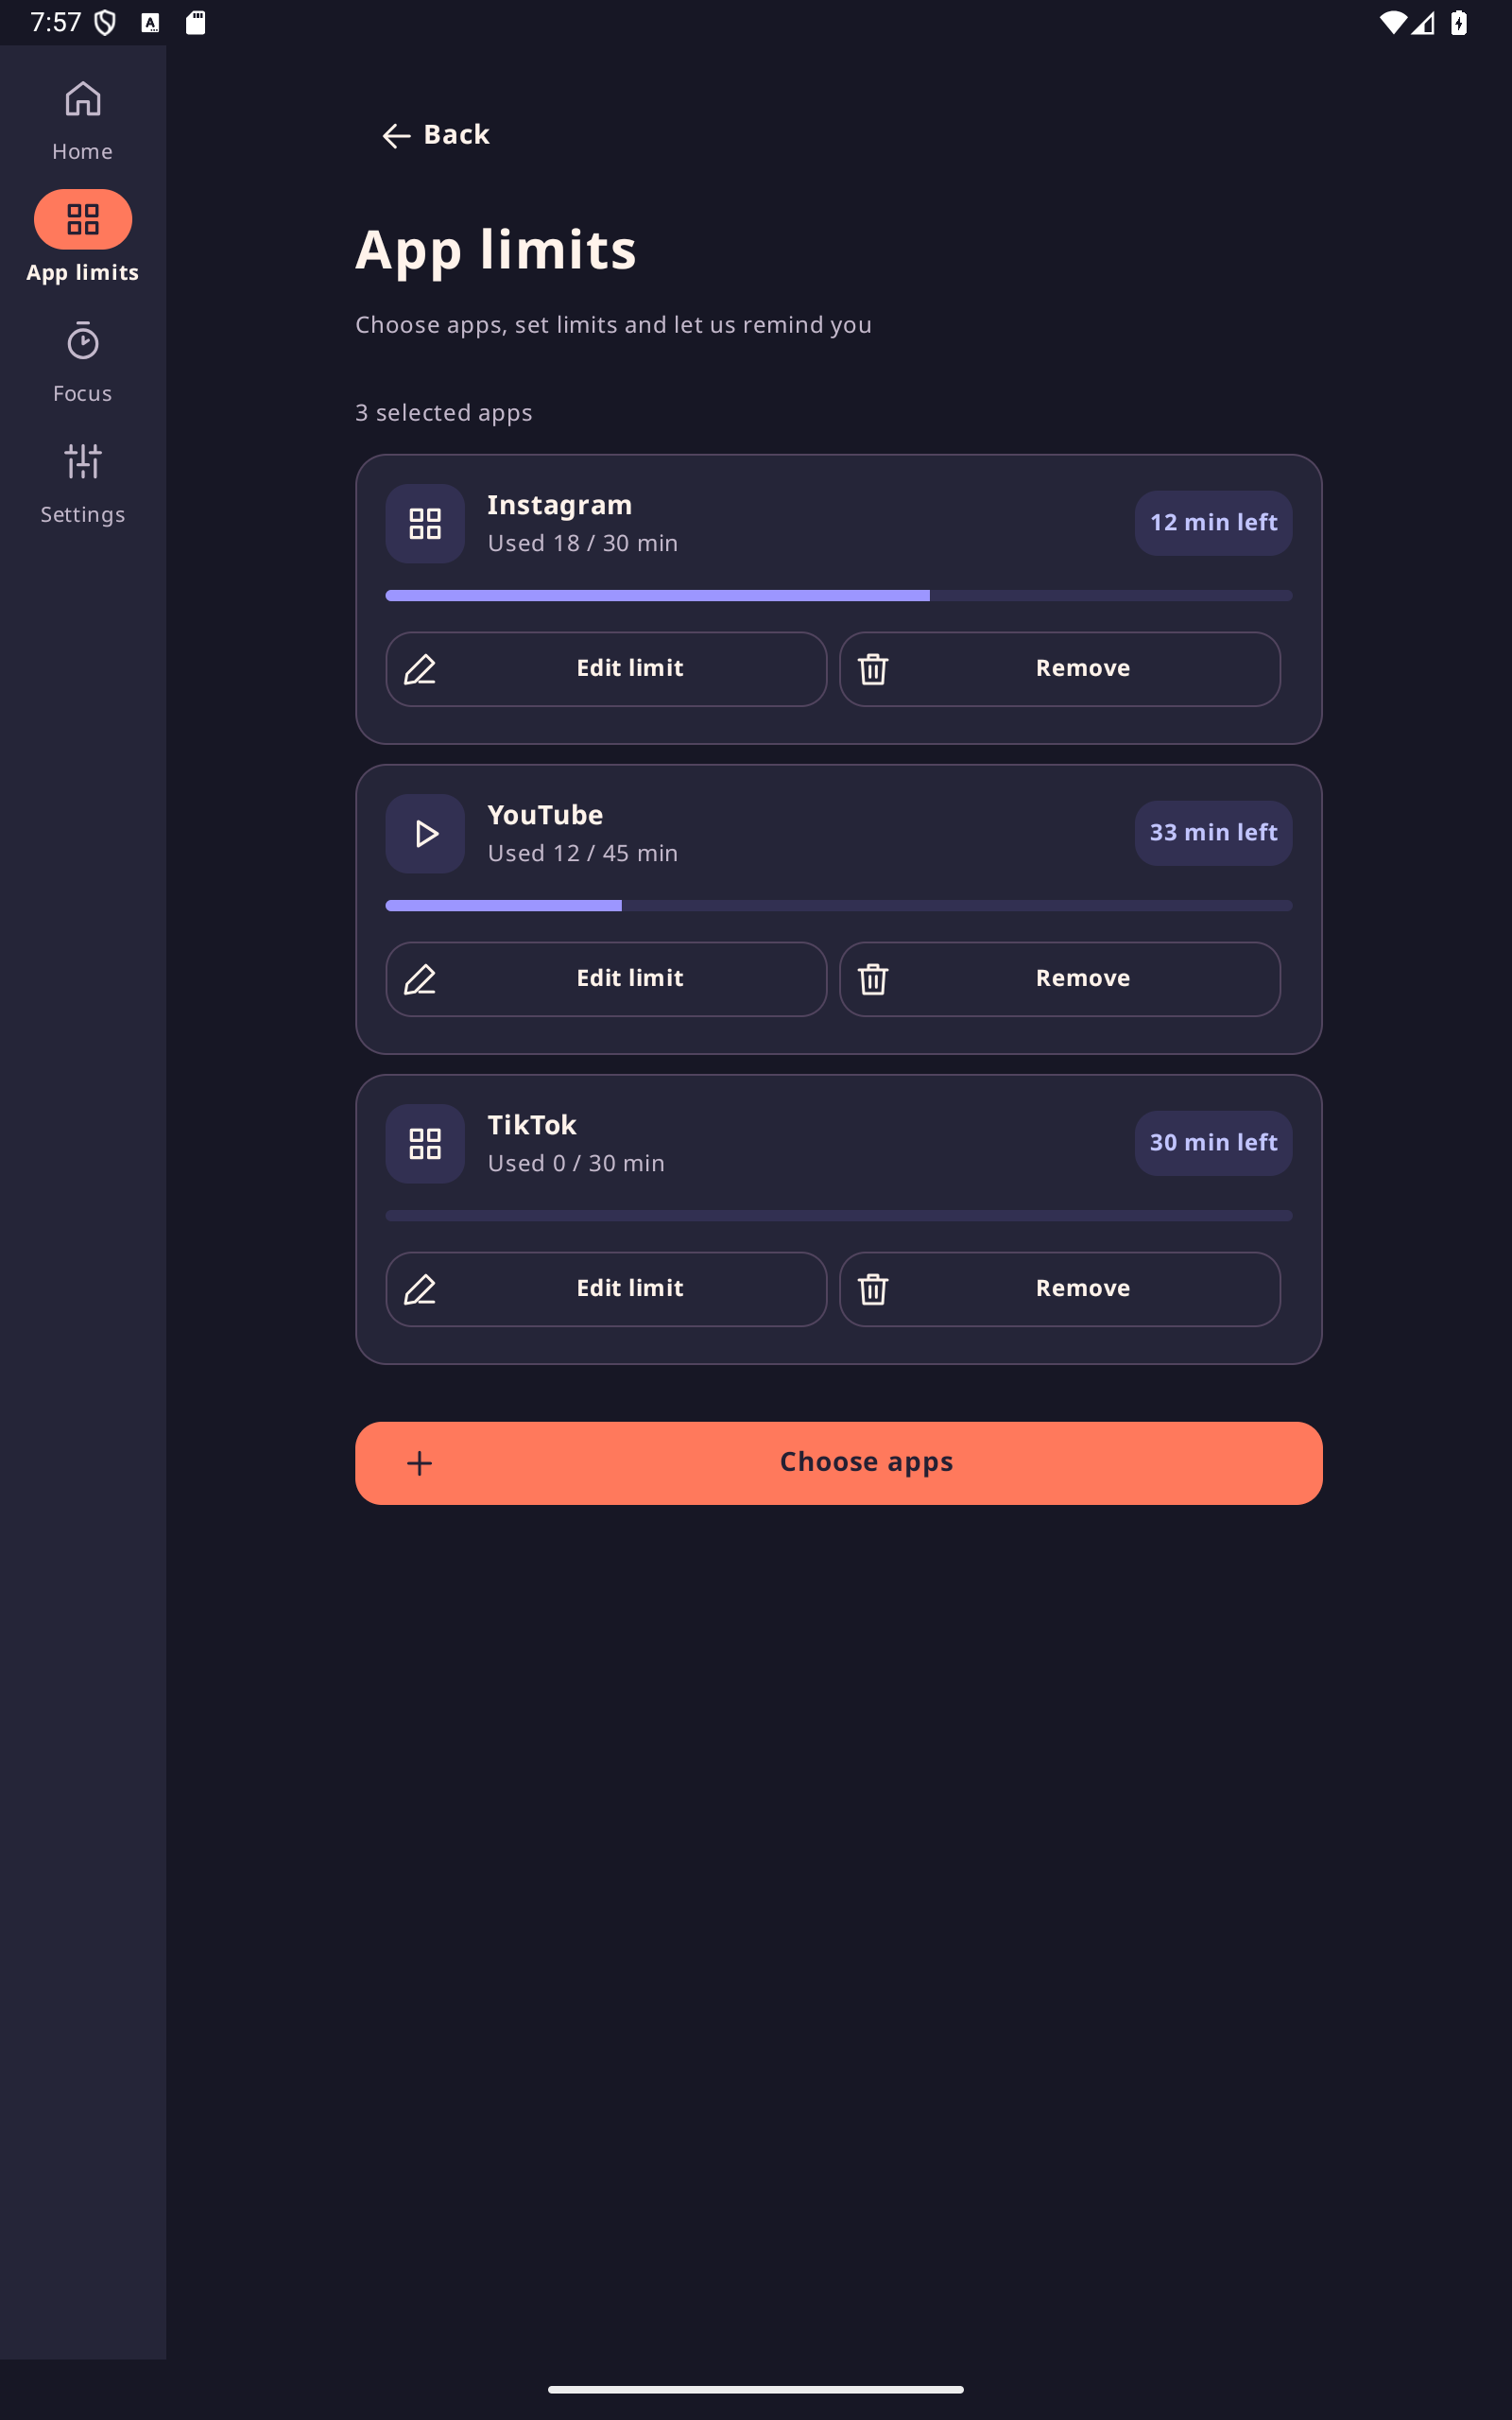 7:57
Home
App limits
Focus
Settings
Back
App limits
Choose apps, set limits and let us remind you
3 selected apps
Instagram
Used 18 / 30 min
12 min left
Edit limit
Remove
YouTube
Used 12 / 45 min
33 min left
Edit limit
Remove
TikTok
Used 0 / 30 min
30 min left
Edit limit
Remove
Choose apps